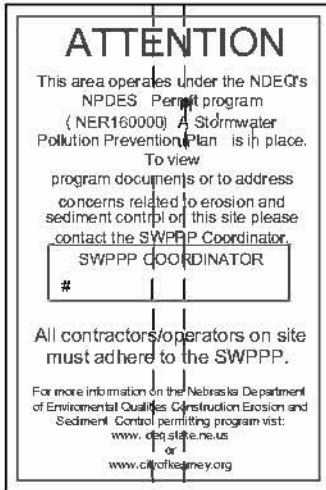 ATTENTION
This area operates under the NDEQ's
NPDES Permit program
(NER160000) A Stormwater
Pollution Prevention Plan is in place.
To view
program documents or to address
concerns related to erosion and
sediment control on this site please
contact the SWPPP Coordinator.
SWPPP COORDINATOR
#
All contractors/operators on site
must adhere to the SWPPP.
For more information on the Nebraska Department
of Enviromental Qualities Construction Erosion and
Sediment Control permitting program visit:
www.deq.state.ne.us
or
www.cityofkearney.org